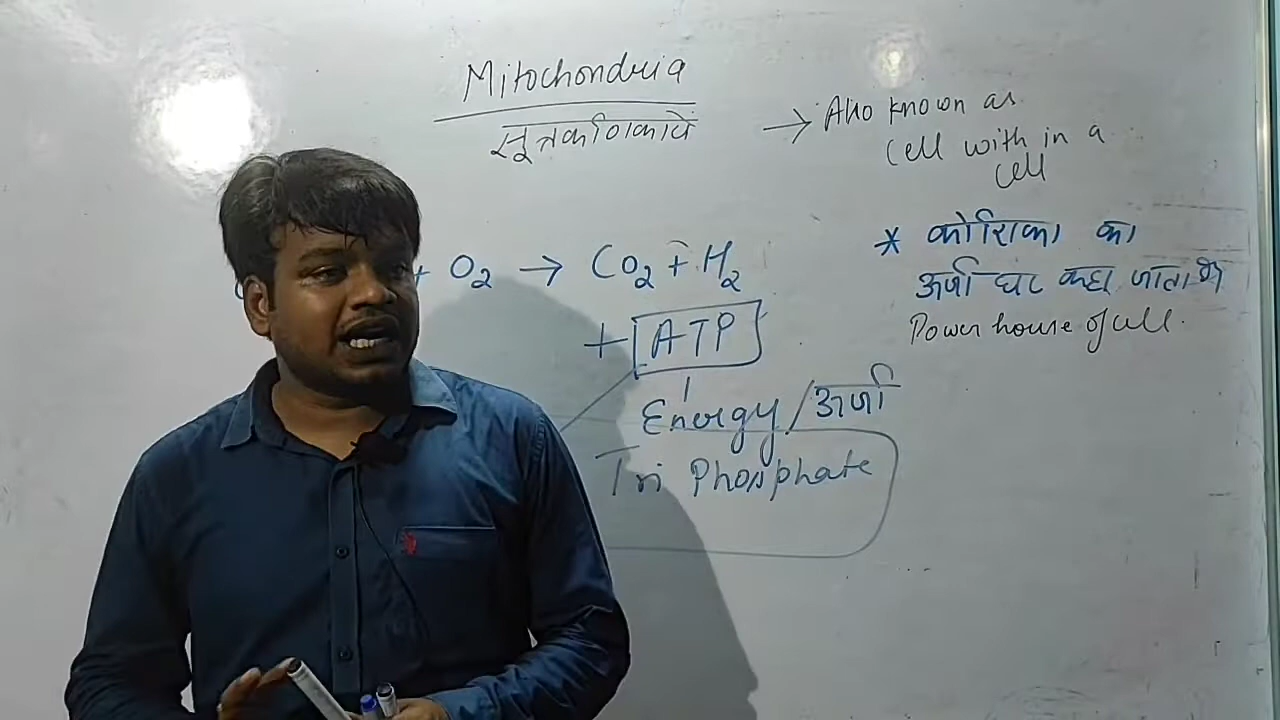 Mitochondria
सूत्रकणिकायें
→ Also known as
cell with in a
cell
+ O2 → CO2 + H2
+ ATP
Energy / ऊर्जा
Tri Phosphate
* कोशिका का
ऊर्जा घर कहा जाता है
Power house of cell.